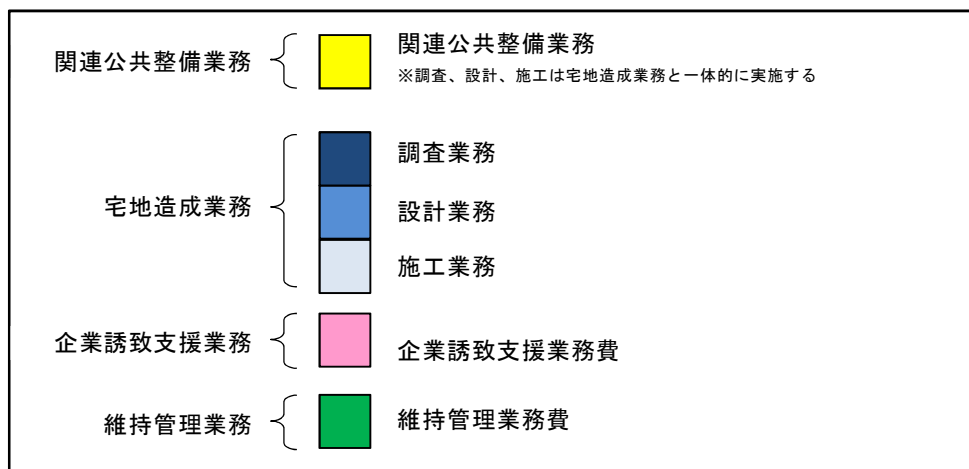 関連公共整備業務
関連公共整備業務
※調査、設計、施工は宅地造成業務と一体的に実施する
宅地造成業務
調査業務
設計業務
施工業務
企業誘致支援業務
企業誘致支援業務費
維持管理業務
維持管理業務費